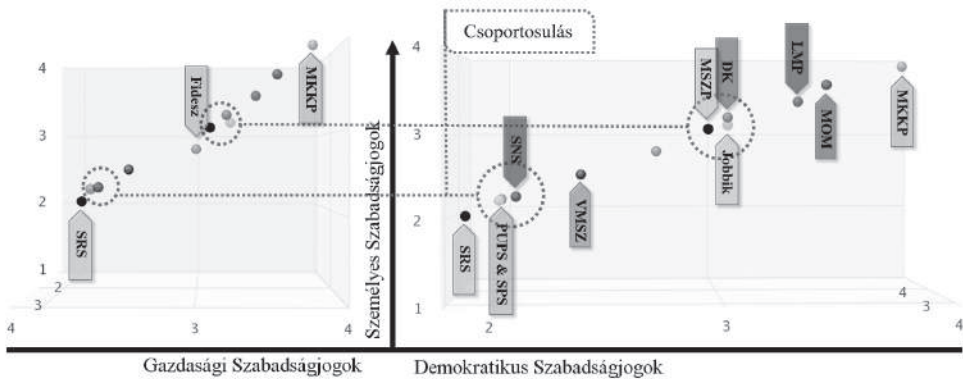 Csoportosulás
4
3
2
1
2
3
4
3
4
Fidesz
MKKP
SRS
Személyes Szabadságjogok
4
3
2
1
2
3
4
3
4
SRS
PUPS & SPS
SNS
VMSZ
MSZP
DK
Jobbik
LMP
MOM
MKKP
Gazdasági Szabadságjogok
Demokratikus Szabadságjogok